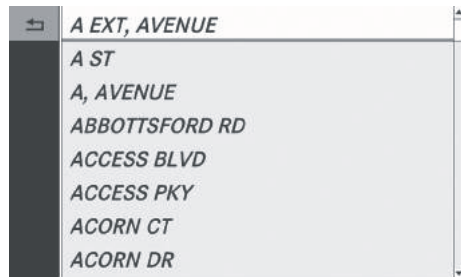 A EXT, AVENUE
A ST
A, AVENUE
ABBOTTSFORD RD
ACCESS BLVD
ACCESS PKY
ACORN CT
ACORN DR